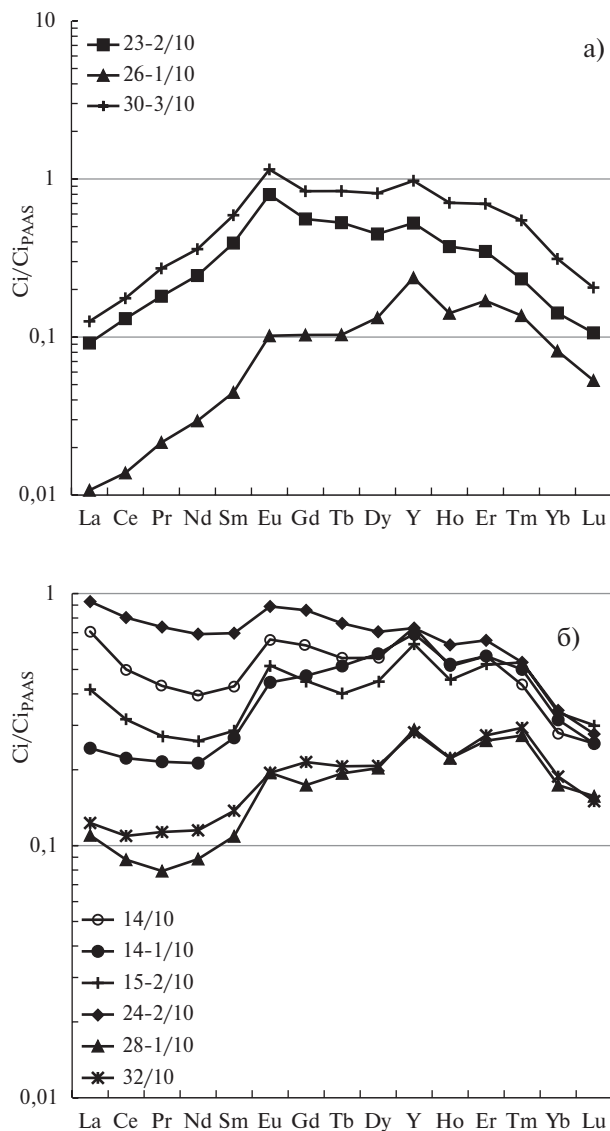 10
23-2/10
а)
26-1/10
30-3/10
1
Ci/Ci_PAAS
0,1
0,01
La Ce Pr Nd Sm Eu Gd Tb Dy Y Ho Er Tm Yb Lu
1
б)
Ci/Ci_PAAS
0,1
14/10
14-1/10
15-2/10
24-2/10
28-1/10
32/10
0,01
La Ce Pr Nd Sm Eu Gd Tb Dy Y Ho Er Tm Yb Lu